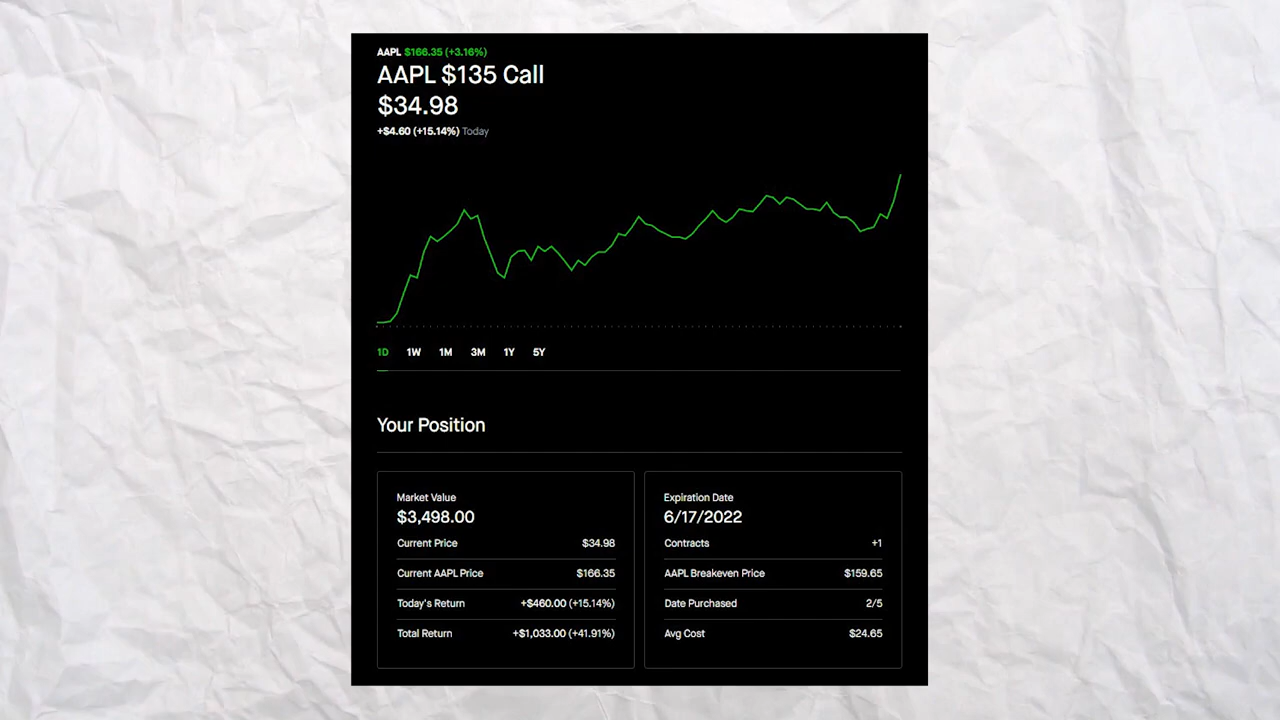 AAPL $166.35 (+3.16%)
AAPL $135 Call
$34.98
+$4.60 (+15.14%) Today
1D 1W 1M 3M 1Y 5Y
Your Position
Market Value
$3,498.00
Current Price $34.98
Current AAPL Price $166.35
Today's Return +$460.00 (+15.14%)
Total Return +$1,033.00 (+41.91%)
Expiration Date
6/17/2022
Contracts +1
AAPL Breakeven Price $159.65
Date Purchased 2/5
Avg Cost $24.65